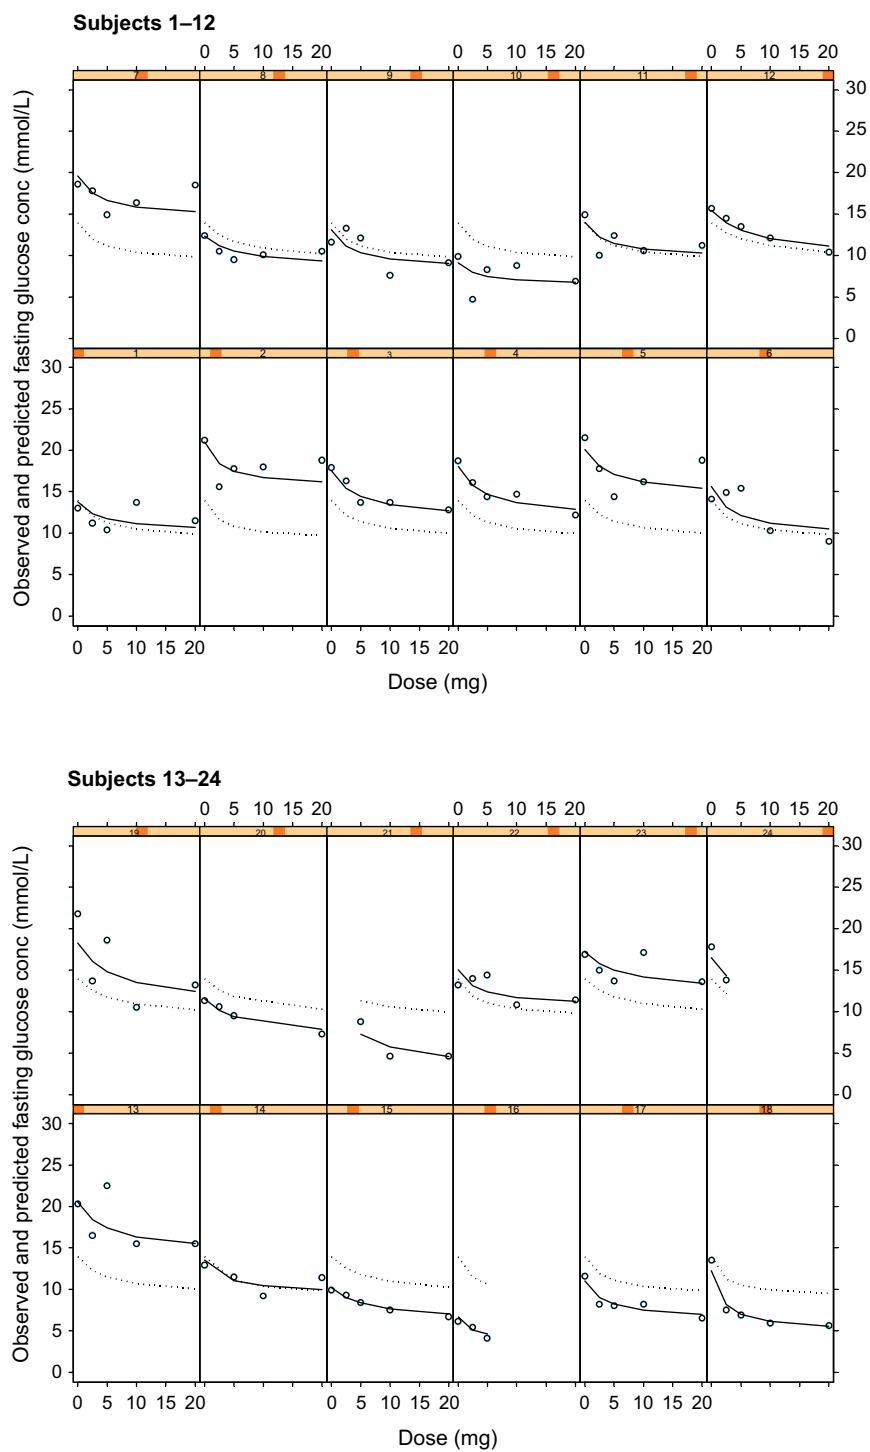 Subjects 1–12
0 5 10 15 20 0 5 10 15 20 0 5 10 15 20
7 8 9 10 11 12
30
25
20
15
10
5
0
1 2 3 4 5 6
30
25
20
15
10
5
0
Observed and predicted fasting glucose conc (mmol/L)
0 5 10 15 20 0 5 10 15 20 0 5 10 15 20
Dose (mg)
Subjects 13–24
0 5 10 15 20 0 5 10 15 20 0 5 10 15 20
19 20 21 22 23 24
30
25
20
15
10
5
0
13 14 15 16 17 18
30
25
20
15
10
5
0
Observed and predicted fasting glucose conc (mmol/L)
0 5 10 15 20 0 5 10 15 20 0 5 10 15 20
Dose (mg)